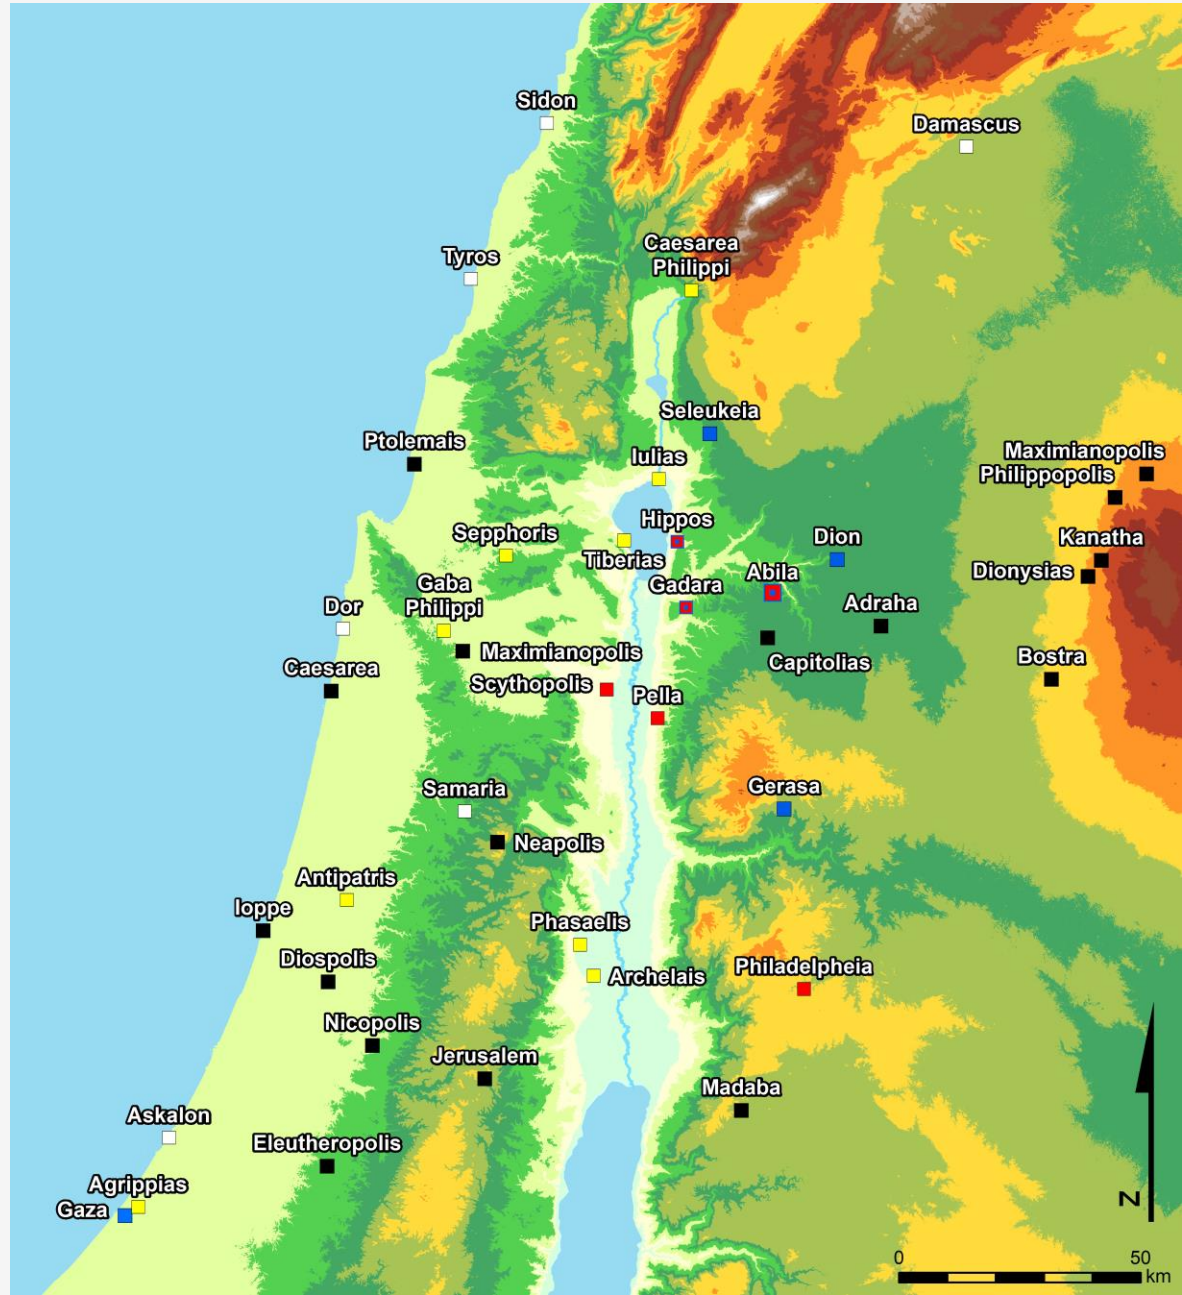 Sidon
Damascus
Caesarea
Philippi
Tyros
Seleukeia
Ptolemais
Iulias
Maximianopolis
Philippopolis
Hippos
Sepphoris
Tiberias
Dion
Kanatha
Dionysias
Abila
Gaba
Philippi
Gadara
Dor
Adraha
Maximianopolis
Capitolias
Caesarea
Scythopolis
Pella
Bostra
Samaria
Gerasa
Neapolis
Antipatris
Ioppe
Phasaelis
Diospolis
Archelais
Philadelpheia
Nicopolis
Jerusalem
Madaba
Askalon
Eleutheropolis
Agrippias
Gaza
N
0 50
km